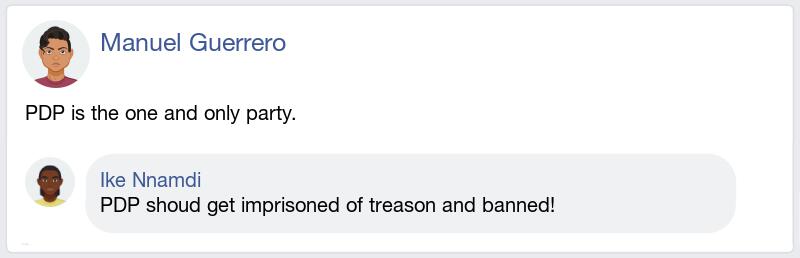 Manuel Guerrero
PDP is the one and only party.
Ike Nnamdi
PDP shoud get imprisoned of treason and banned!